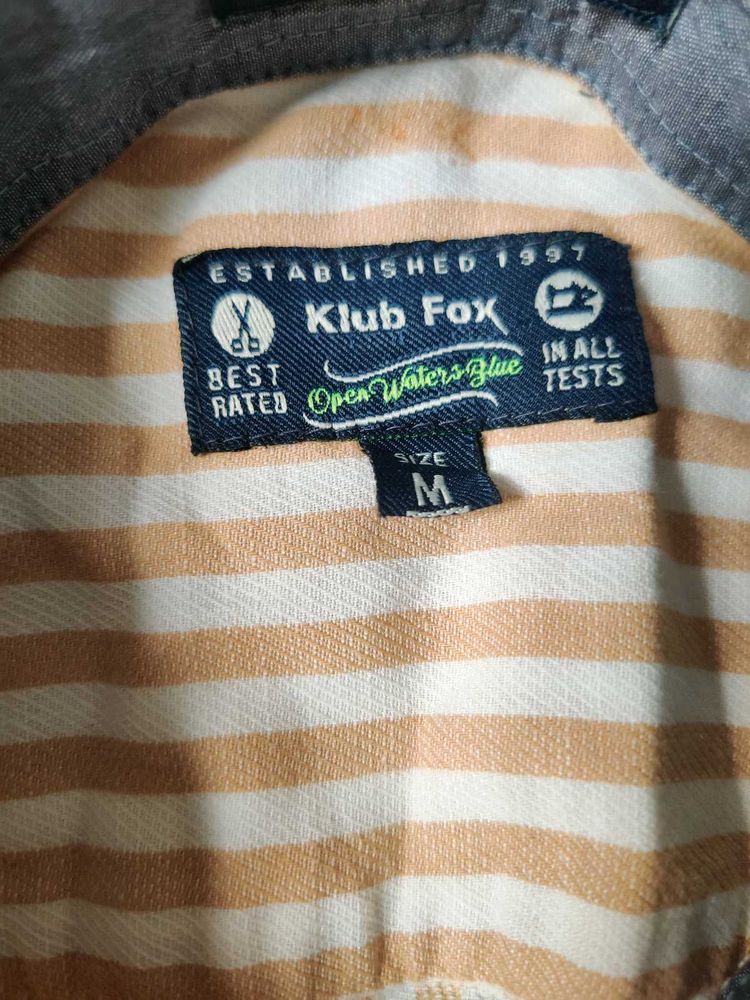 ESTABLISHED 1997
Klub Fox
BEST
RATED
Open Waters Blue
IN ALL
TESTS
SIZE
M